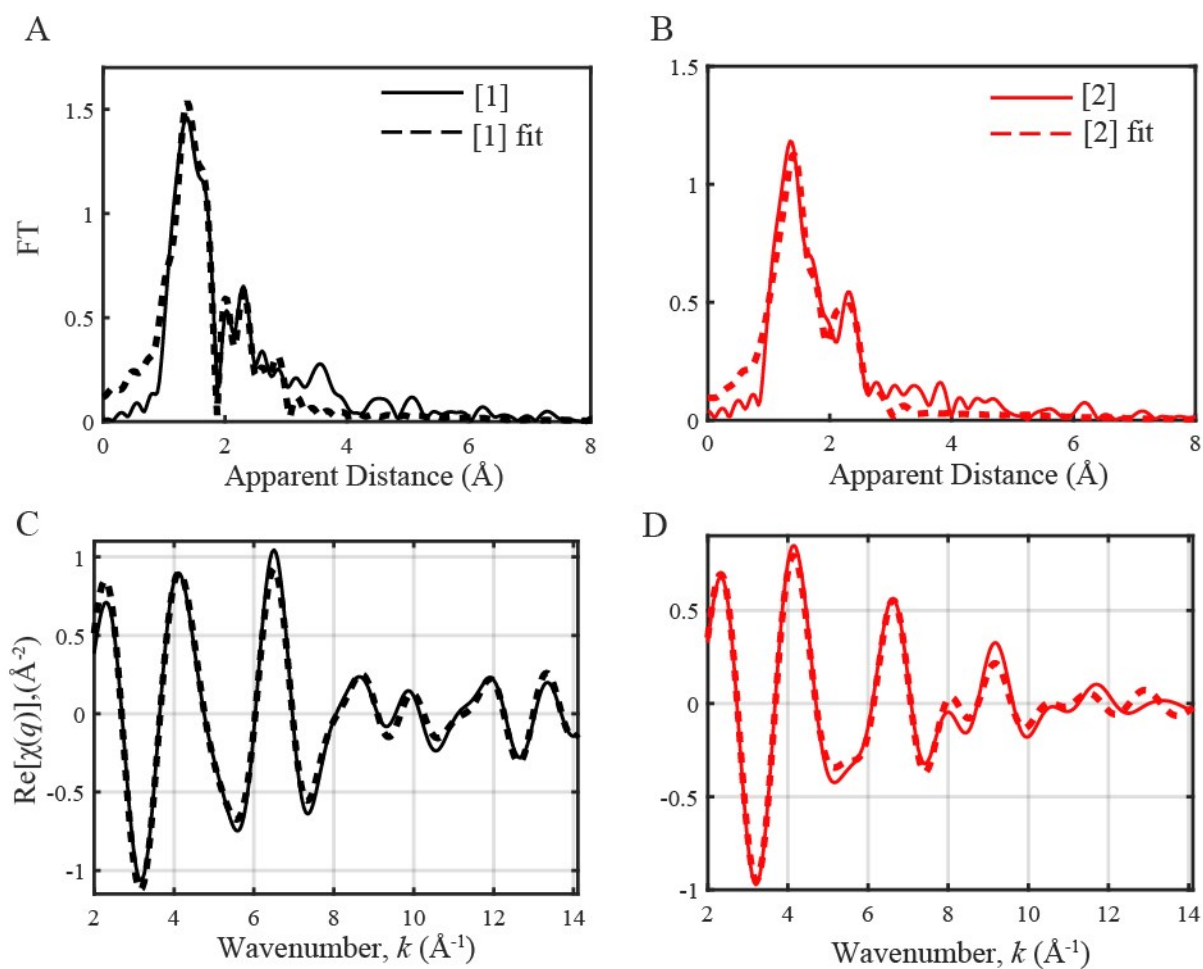 A
B
[1]
[1] fit
[2]
[2] fit
FT
1.5
1
0.5
0
0 2 4 6 8
Apparent Distance (Å)
1.5
1
0.5
0
0 2 4 6 8
Apparent Distance (Å)
C
D
Re[χ(q)],(Å-2)
1
0.5
0
-0.5
-1
2 4 6 8 10 12 14
Wavenumber, k (Å-1)
0.5
0
-0.5
-1
2 4 6 8 10 12 14
Wavenumber, k (Å-1)